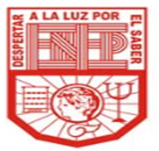 DESPERTAR
A LA LUZ POR
EL SABER
ENP